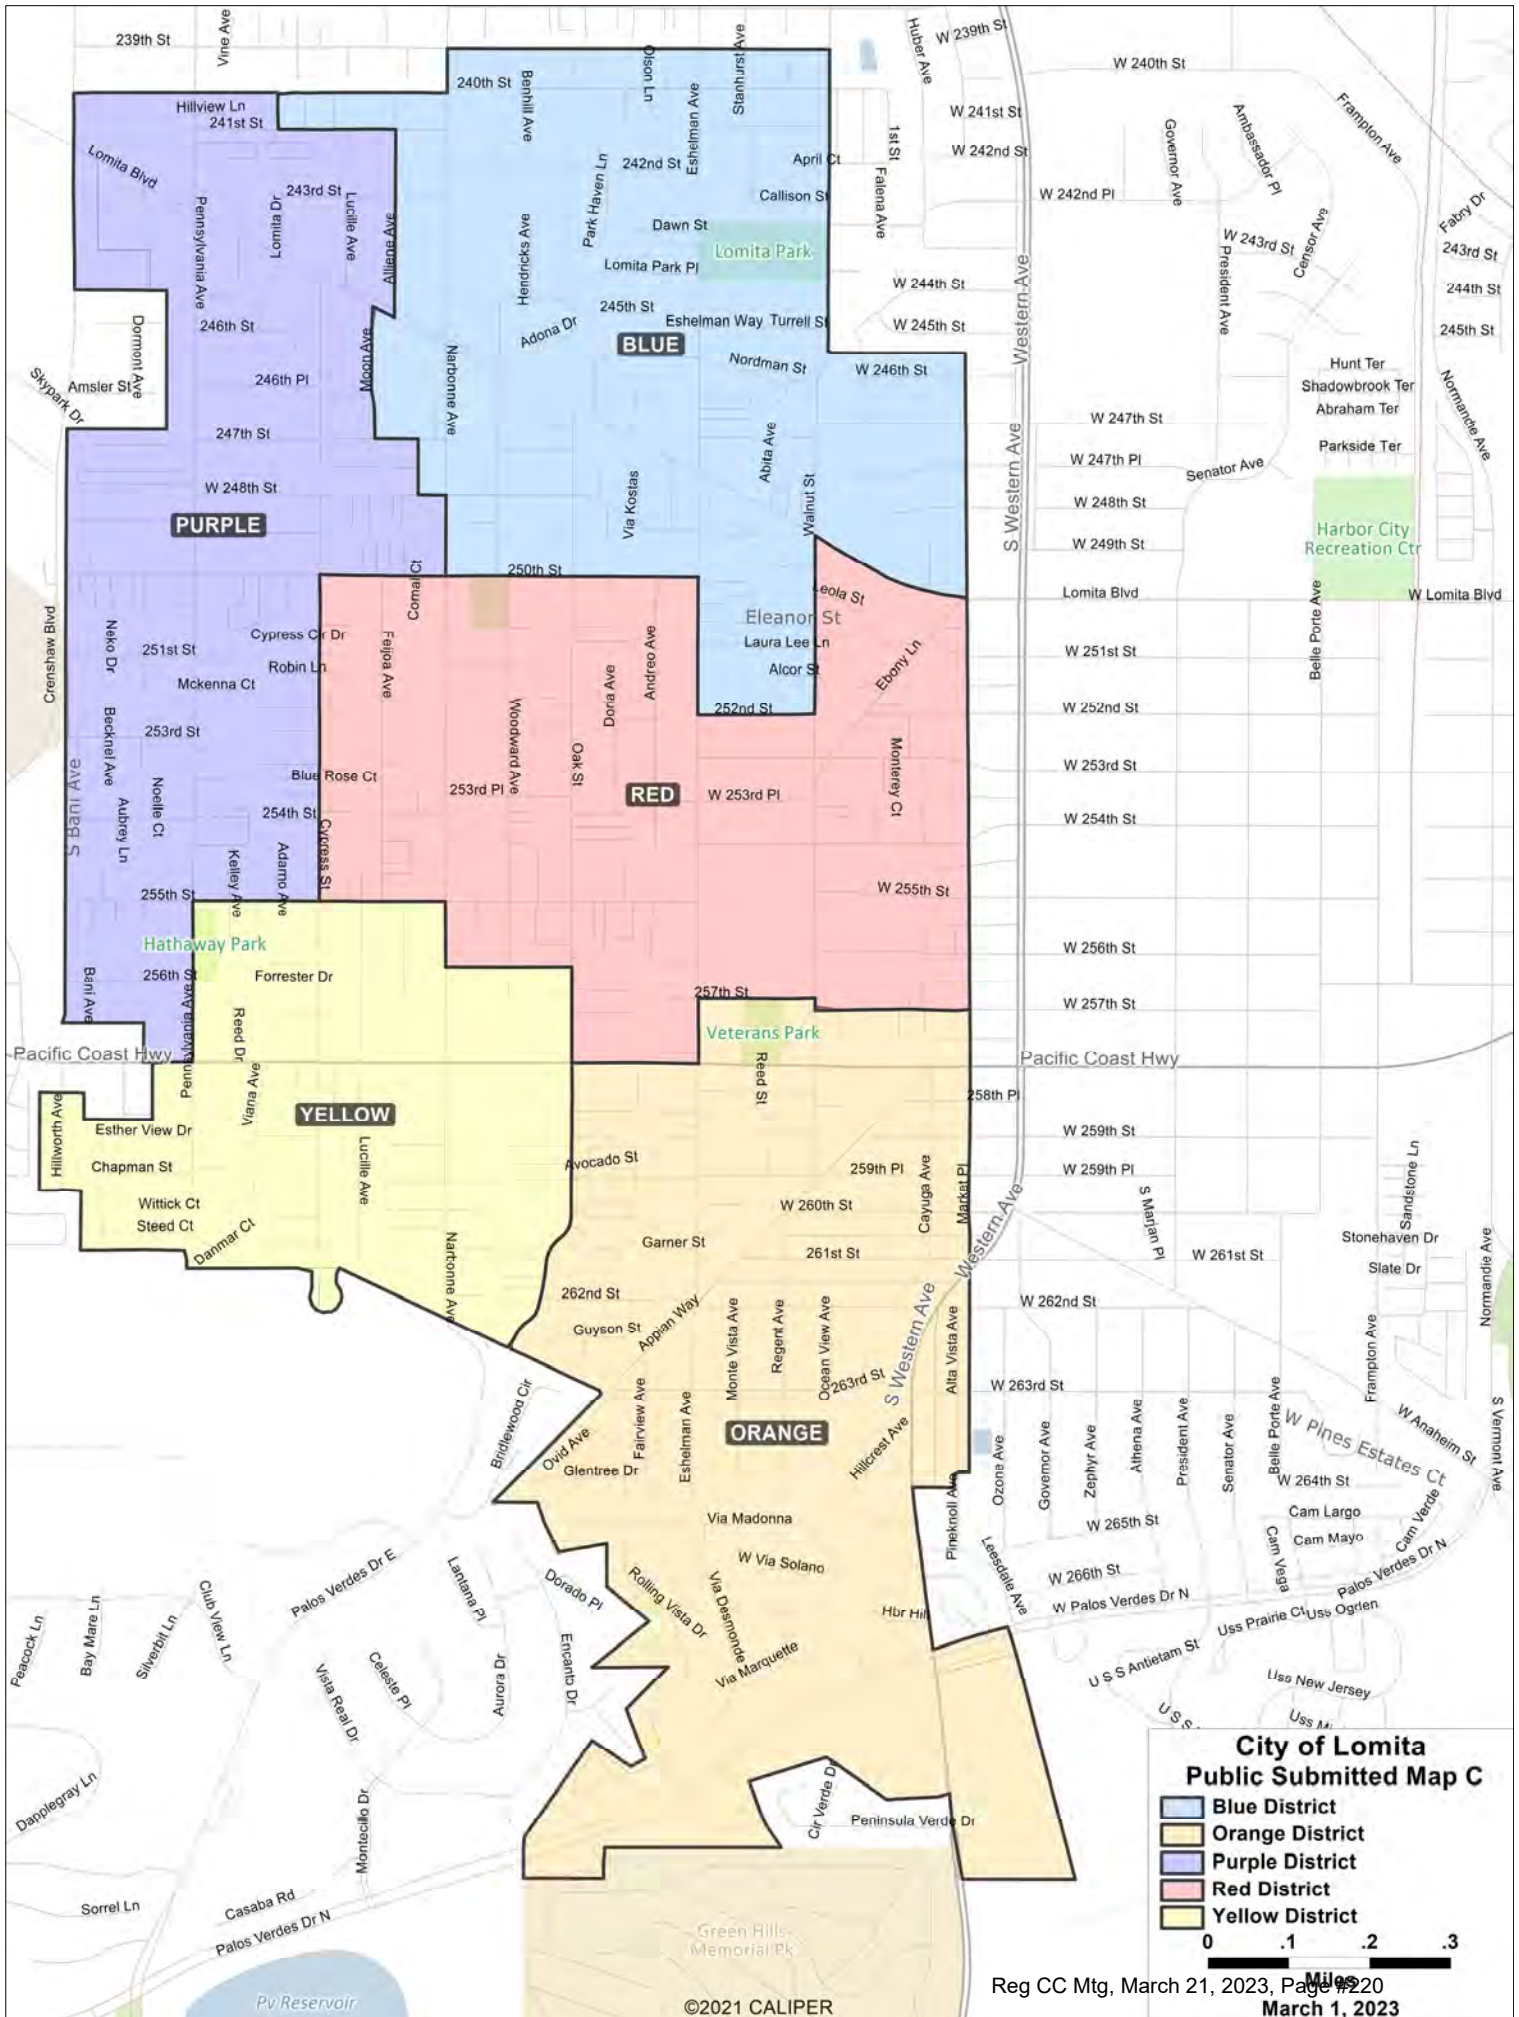 239th St
Vine Ave
Huber Ave
W 239th St
240th St
Benhill Ave
Olson Ln
Eshelman Ave
Stanhurst Ave
W 240th St
Hillview Ln
241st St
1st St
W 241st St
Frampton Ave
Ambassador Pl
Governor Ave
Lomita Blvd
242nd St
April Ct
W 242nd St
Park Haven Ln
Falena Ave
Callison St
W 242nd Pl
243rd St
Pennsylvania Ave
Lomita Dr
Lucille Ave
Alliene Ave
Hendricks Ave
Dawn St
Lomita Park
Censor Ave
W 243rd St
Fabry Dr
243rd St
Lomita Park Pl
President Ave
W 244th St
244th St
245th St
Eshelman Way
Turrell St
W 245th St
245th St
Dormont Ave
246th St
Adona Dr
BLUE
S Western Ave
Western Ave
Nordman St
W 246th St
Hunt Ter
Skypark Dr
Amsler St
246th Pl
Moon Ave
Narbonne Ave
Shadowbrook Ter
Abraham Ter
Normandie Ave
247th St
W 247th St
Abita Ave
Parkside Ter
W 247th Pl
Senator Ave
W 248th St
Via Kostas
Walnut St
S Western Ave
W 248th St
PURPLE
Harbor City
Recreation Ctr
W 249th St
250th St
Comal Ct
Leola St
Lomita Blvd
W Lomita Blvd
Crenshaw Blvd
Neko Dr
Eleanor St
Cypress Cir Dr
251st St
Laura Lee Ln
Ebony Ln
W 251st St
Belle Porte Ave
Robin Ln
Feijoa Ave
Andreo Ave
Alcor St
Mckenna Ct
Doria Ave
252nd St
W 252nd St
Becknel Ave
253rd St
Woodward Ave
Oak St
Monterey Ct
W 253rd St
Blue Rose Ct
253rd Pl
RED
W 253rd Pl
S Bani Ave
Aubrey Ln
Noelle Ct
254th St
Cypress St
W 254th St
Kelley Ave
Adamo Ave
255th St
W 255th St
Hathaway Park
W 256th St
256th St
Forrester Dr
Bani Ave
257th St
W 257th St
Pennsylvania Ave
Reed Dr
Veterans Park
Pacific Coast Hwy
Pacific Coast Hwy
Viana Ave
Reed St
258th Pl
Hillworth Ave
YELLOW
Esther View Dr
W 259th St
Chapman St
Lucille Ave
Avocado St
259th Pl
Cayuga Ave
Market Pl
W 259th Pl
Sandstone Ln
Wittick Ct
W 260th St
Western Ave
S Marjan Pl
Steed Ct
Danmar Ct
Garner St
261st St
W 261st St
Stonehaven Dr
Slate Dr
Narbonne Ave
Normandie Ave
262nd St
Appian Way
W 262nd St
Guyson St
Monte Vista Ave
Regent Ave
Ocean View Ave
S Western Ave
Alta Vista Ave
Frampton Ave
263rd St
W 263rd St
Bridlewood Cir
Fairview Ave
Eshelman Ave
ORANGE
Hillcrest Ave
Ozone Ave
Governor Ave
Zephyr Ave
Athena Ave
President Ave
Senator Ave
Belle Porte Ave
W Pines Estates Ct
W Anaheim St
S Vermont Ave
Ovid Ave
Glentree Dr
W 264th St
Via Madonna
Pineknoll Ave
W 265th St
Cam Largo
Cam Mayo
Cam Verde
Cam Vega
Palos Verdes Dr N
Leesdale Ave
W Via Solano
W 266th St
W Palos Verdes Dr N
Palos Verdes Dr E
Lantana Pl
Dorado Pl
Rolling Vista Dr
Via Desmonde
Hbr Hill
Via Marquette
Peacock Ln
Bay Mare Ln
Silverbit Ln
Club View Ln
Uss Prairie Ct
Uss Ogden
Vista Real Dr
Celeste Pl
Aurora Dr
Encanto Dr
U S S Antietam St
Uss New Jersey
U S S
Uss
Dapplegray Ln
Montecillo Dr
Cir Verde Dr
Peninsula Verde Dr
City of Lomita
Public Submitted Map C
Blue District
Orange District
Purple District
Red District
Yellow District
0 .1 .2 .3
Miles
March 1, 2023
Sorrel Ln
Casaba Rd
Palos Verdes Dr N
Green Hills
Memorial Pk
Pv Reservoir
©2021 CALIPER
Reg CC Mtg, March 21, 2023, Page #220